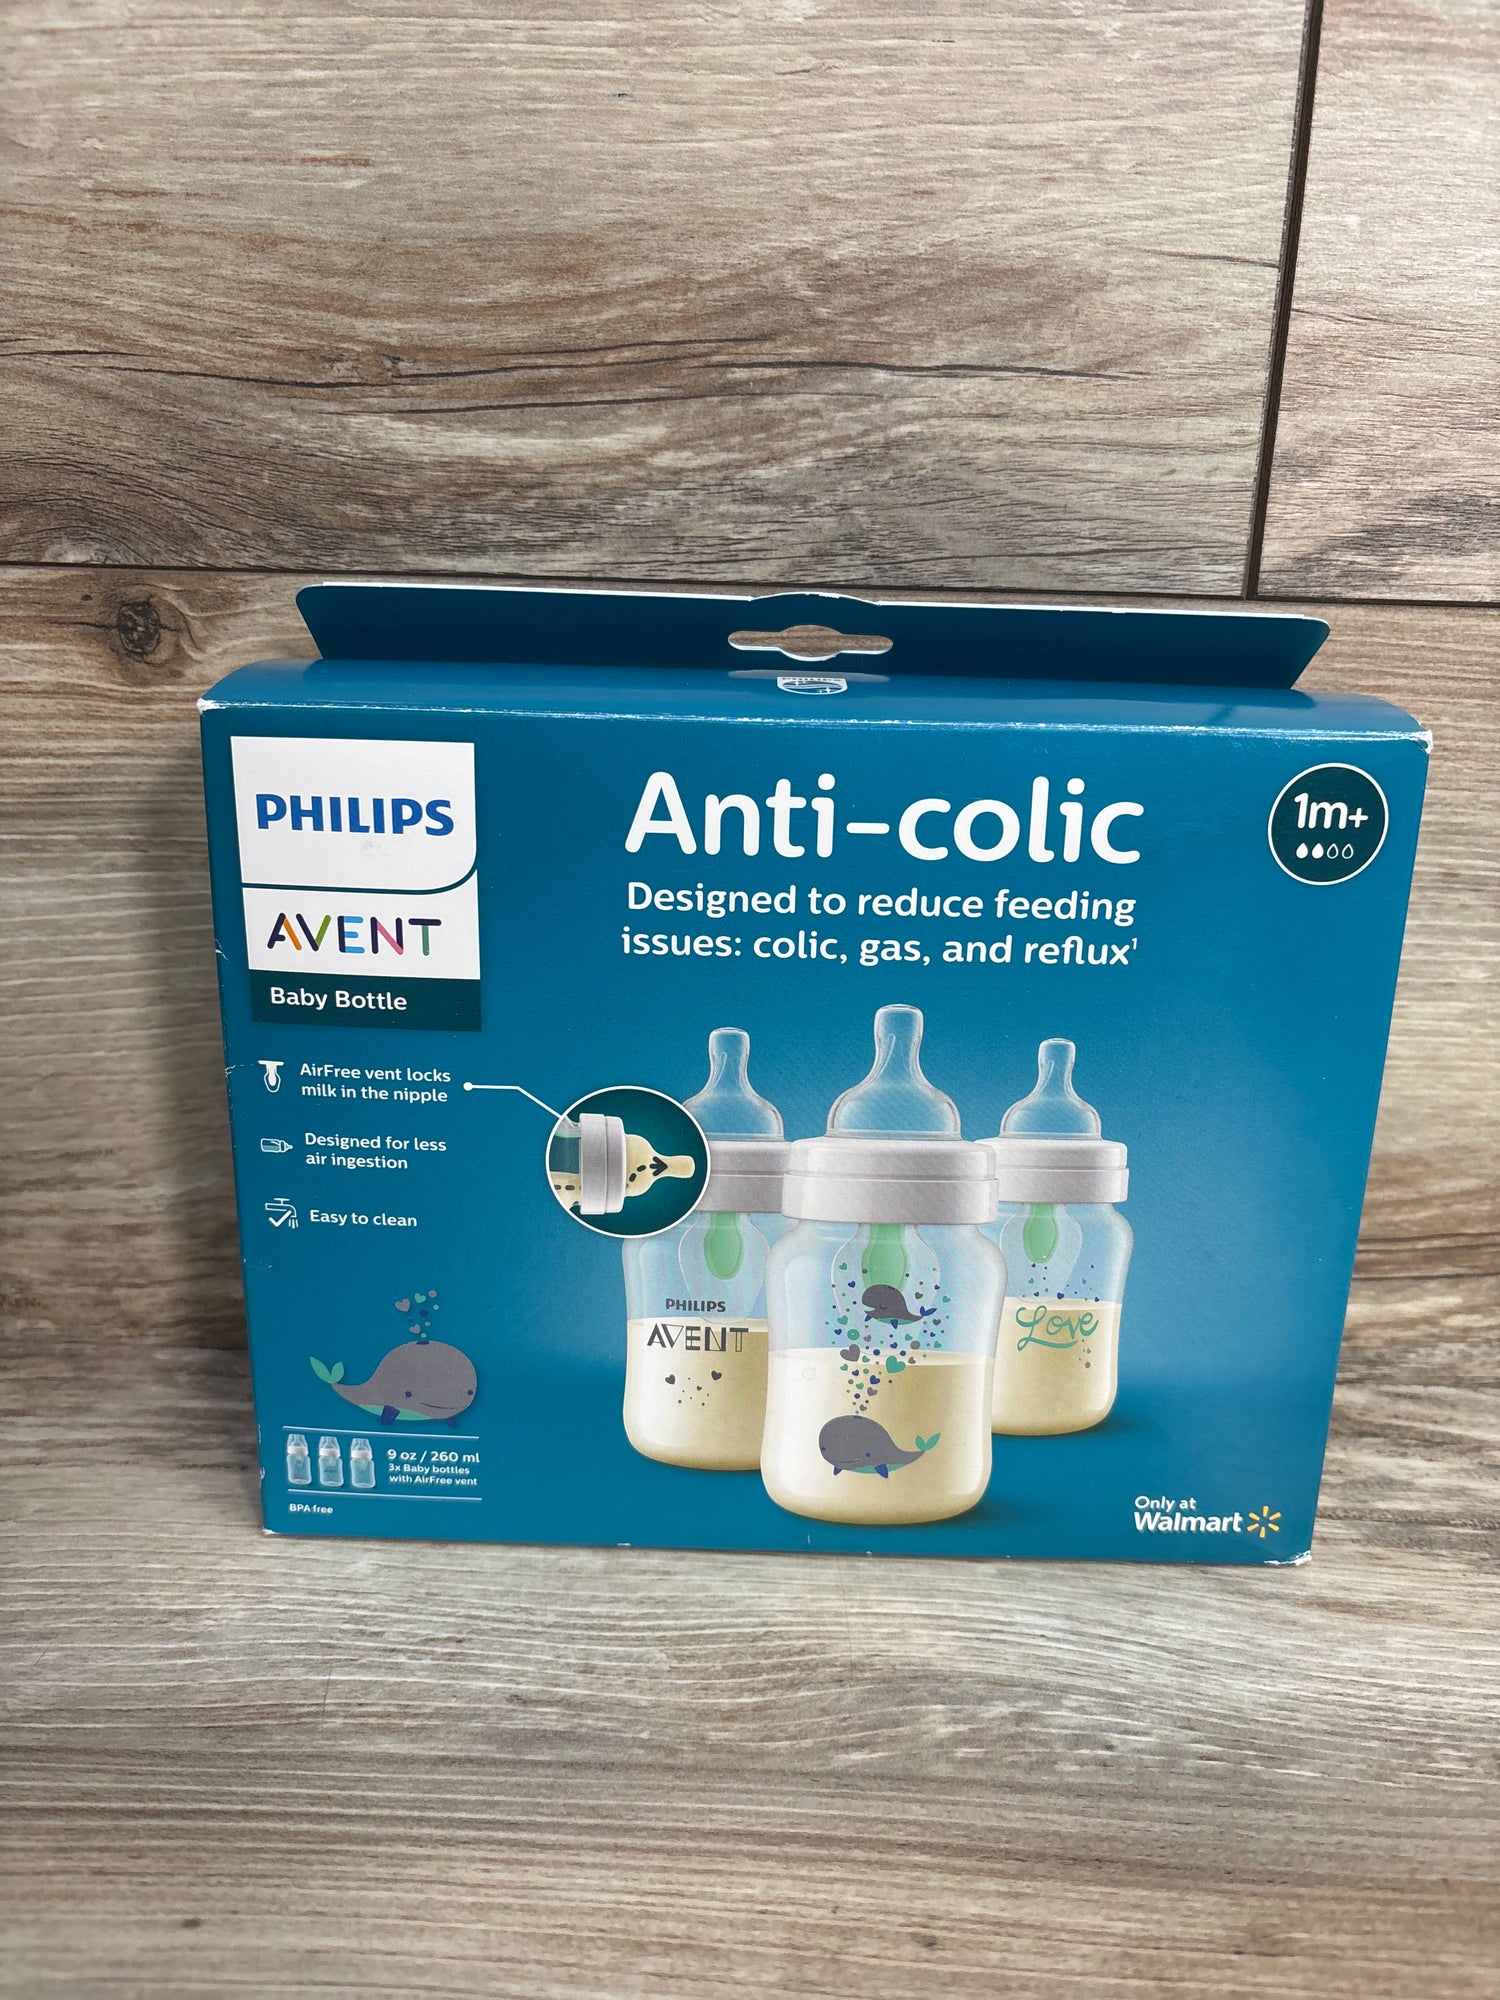 PHILIPS
AVENT
Baby Bottle
Anti-colic
Designed to reduce feeding
issues: colic, gas, and reflux¹
1m+
AirFree vent locks
milk in the nipple
Designed for less
air ingestion
Easy to clean
PHILIPS
AVENT
Love
9 oz / 260 ml
3x Baby bottles
with AirFree vent
BPA free
Only at
Walmart